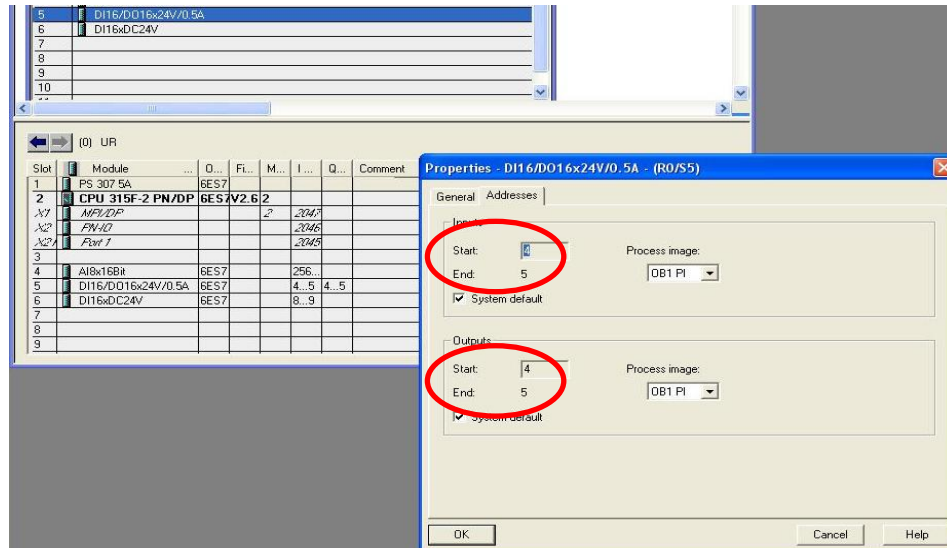 5 DI16/DO16x24V/0.5A
6 DI16xDC24V
7
8
9
10
(0) UR
Slot Module ... O... Fi... M... I... Q... Comment
1 PS 307 5A 6ES7
2 CPU 315F-2 PN/DP 6ES7 V2.6 2
X1 MPI/DP 2 2047
X2 PN-IO 2046
X2 Port 1 2045
3
4 AI8x16Bit 6ES7 256...
5 DI16/DO16x24V/0.5A 6ES7 4...5 4...5
6 DI16xDC24V 6ES7 8...9
7
8
9
Properties - DI16/DO16x24V/0.5A - (R0/S5)
General Addresses
Inputs
Start: 4 Process image:
End: 5 OB1 PI
System default
Outputs
Start: 4 Process image:
End: 5 OB1 PI
System default
OK Cancel Help